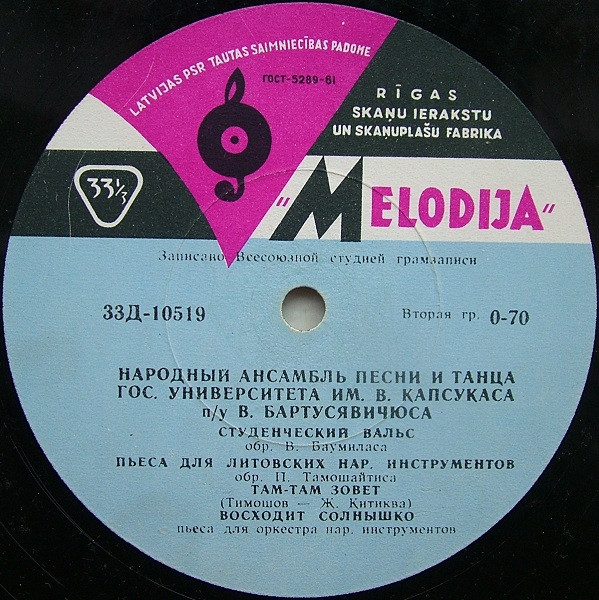 LATVIJAS PSR TAUTAS SAIMNIECĪBAS PADOME
ГОСТ-5289-61
RĪGAS
SKAŅU IERAKSTU
UN SKAŅUPLAŠU FABRIKA
33⅓
"MELODIJA"
Записано Всесоюзной студией грамзаписи
33Д-10519
Вторая гр. 0-70
НАРОДНЫЙ АНСАМБЛЬ ПЕСНИ И ТАНЦА
ГОС. УНИВЕРСИТЕТА ИМ. В. КАПСУКАСА
п/у В. БАРТУСЯВИЧЮСА
СТУДЕНЧЕСКИЙ ВАЛЬС
обр. В. Баумиласа
ПЬЕСА ДЛЯ ЛИТОВСКИХ НАР. ИНСТРУМЕНТОВ
обр. П. Тамошайтиса
ТАМ-ТАМ ЗОВЕТ
(Тимошов — Ж. Китиква)
ВОСХОДИТ СОЛНЫШКО
пьеса для оркестра нар. инструментов